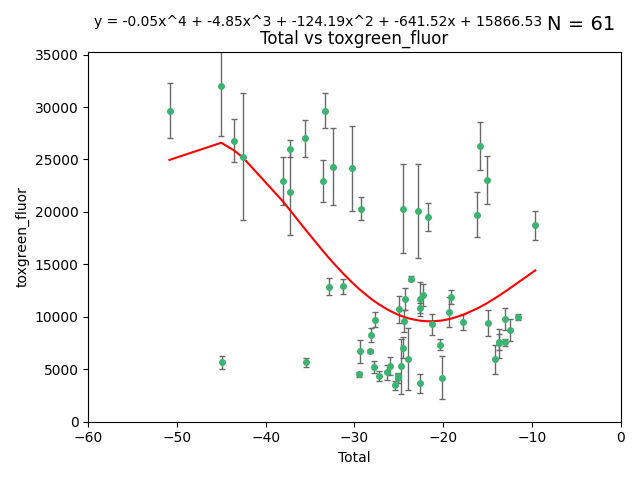 y = -0.05x^4 + -4.85x^3 + -124.19x^2 + -641.52x + 15866.53 N = 61
Total vs toxgreen_fluor
35000
30000
25000
20000
15000
10000
5000
0
toxgreen_fluor
−60 −50 −40 −30 −20 −10 0
Total